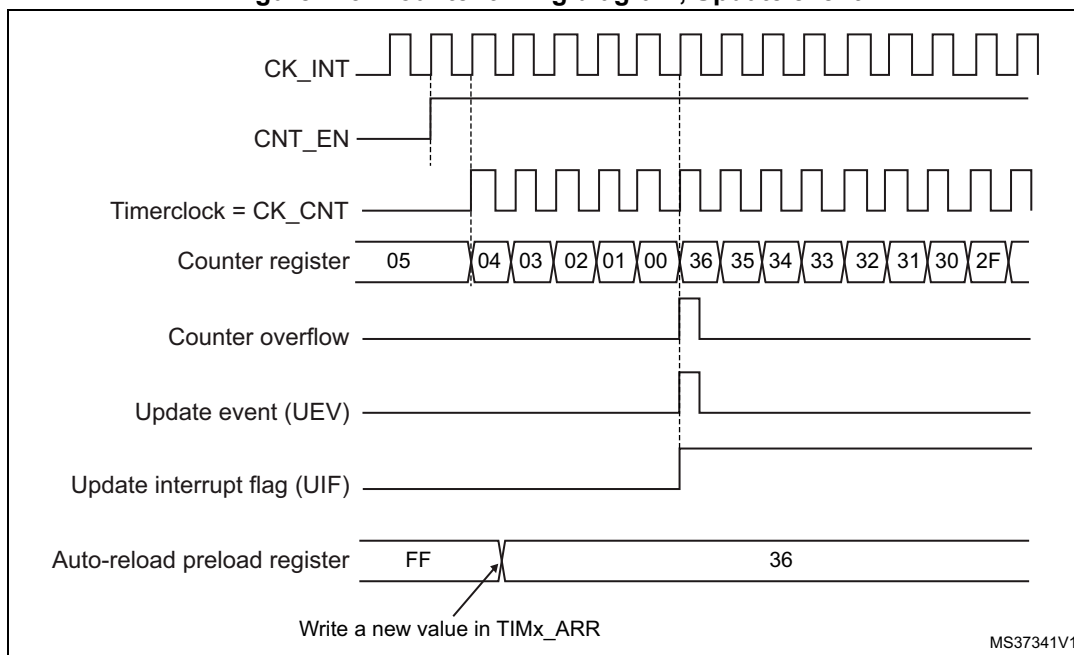 CK_INT
CNT_EN
Timerclock = CK_CNT
Counter register 05 04 03 02 01 00 36 35 34 33 32 31 30 2F
Counter overflow
Update event (UEV)
Update interrupt flag (UIF)
Auto-reload preload register FF 36
Write a new value in TIMx_ARR
MS37341V1